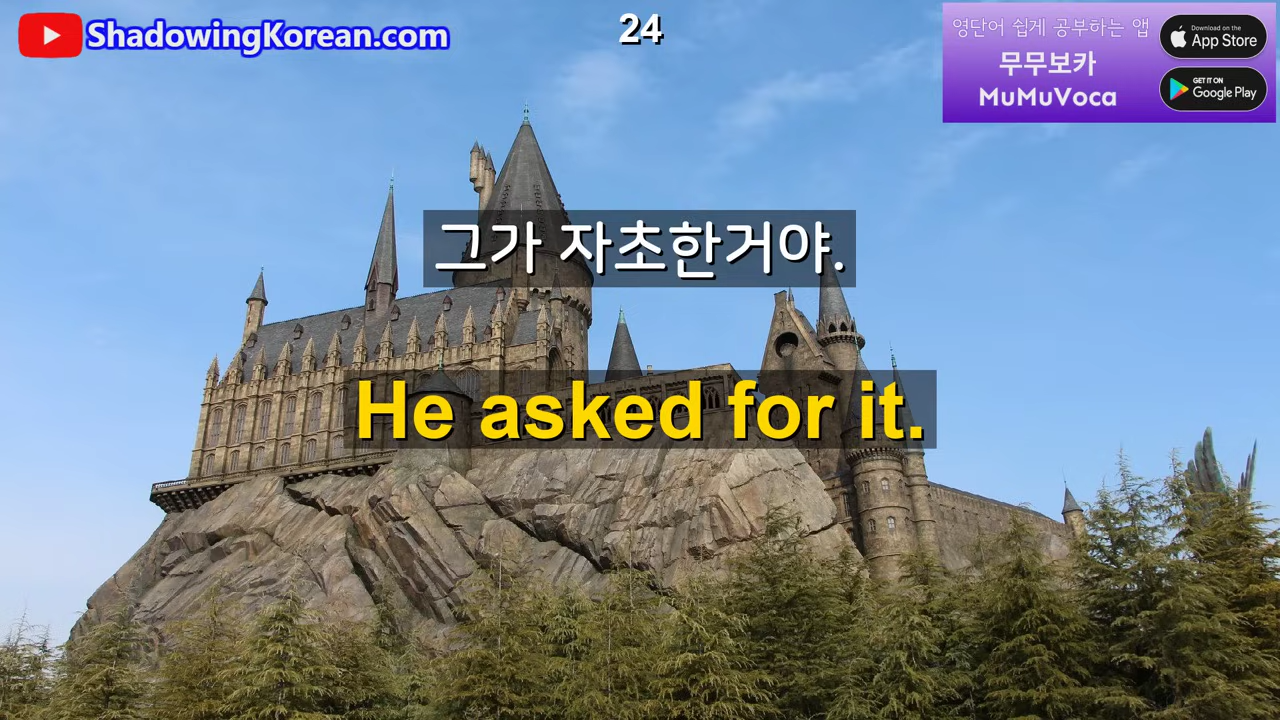 ShadowingKorean.com
24
영단어 쉽게 공부하는 앱
무무보카
MuMuVoca
Download on the
App Store
GET IT ON
Google Play
그가 자초한거야.
He asked for it.